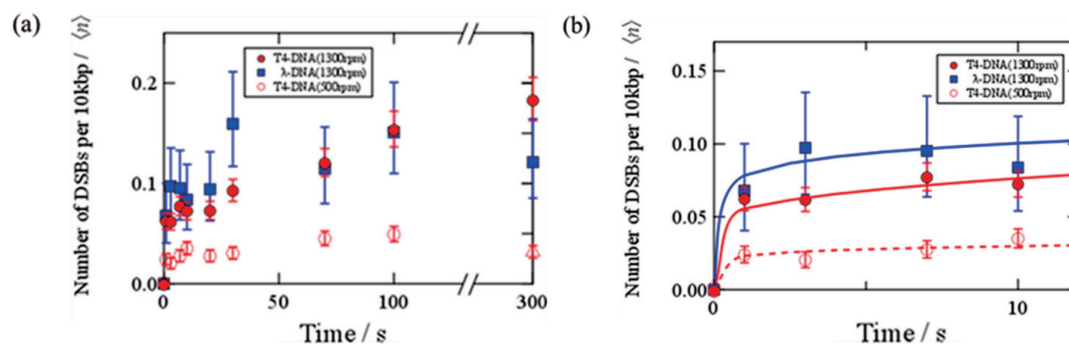 (a)
Number of DSBs per 10kbp / ⟨n⟩
0.2
0.1
0.0
T4-DNA(1300rpm)
λ-DNA(1300rpm)
T4-DNA(500rpm)
0
50
100
300
Time / s
(b)
Number of DSBs per 10kbp / ⟨n⟩
0.15
0.10
0.05
0.00
T4-DNA(1300rpm)
λ-DNA(1300rpm)
T4-DNA(500rpm)
0
10
Time / s